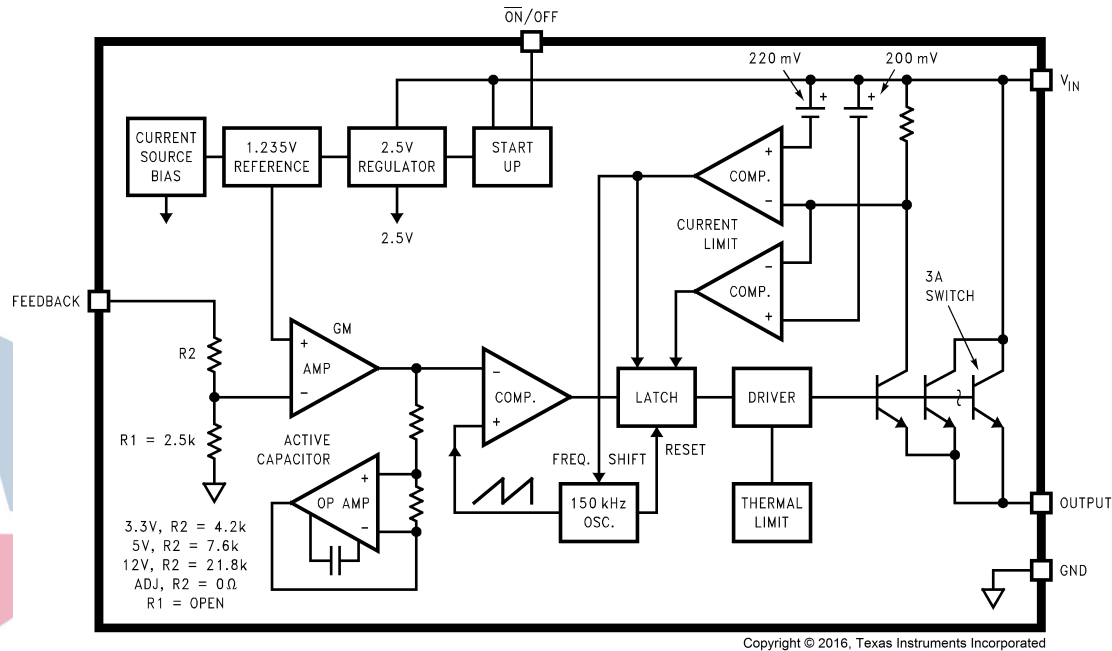 ON/OFF
220 mV
200 mV
VIN
CURRENT
SOURCE
BIAS
1.235V
REFERENCE
2.5V
REGULATOR
START
UP
2.5V
+
+
+
COMP.
−
CURRENT
LIMIT
−
COMP.
+
3A
SWITCH
FEEDBACK
R2
R1 = 2.5k
GM
+
AMP
−
−
COMP.
+
LATCH
DRIVER
RESET
FREQ. SHIFT
150 kHz
OSC.
THERMAL
LIMIT
ACTIVE
CAPACITOR
+
OP AMP
−
OUTPUT
GND
3.3V, R2 = 4.2k
5V, R2 = 7.6k
12V, R2 = 21.8k
ADJ, R2 = 0Ω
R1 = OPEN
Copyright © 2016, Texas Instruments Incorporated